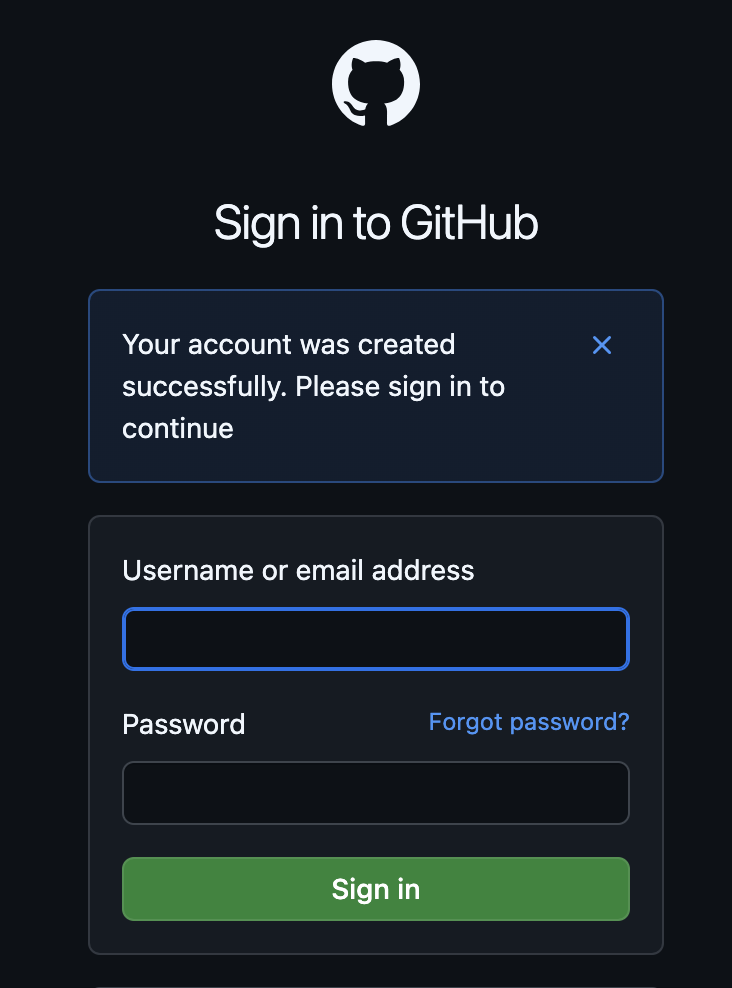 Sign in to GitHub
Your account was created
successfully. Please sign in to
continue
Username or email address
Password
Forgot password?
Sign in